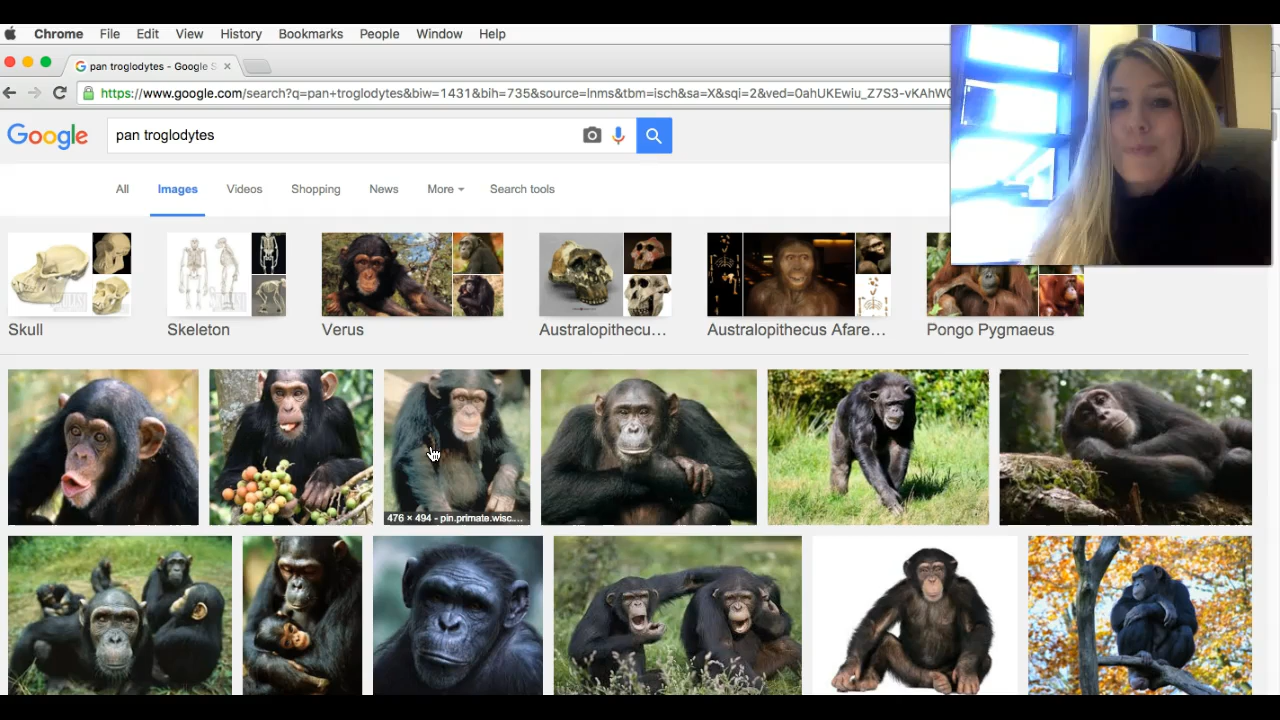 Chrome File Edit View History Bookmarks People Window Help
pan troglodytes - Google S
https://www.google.com/search?q=pan+troglodytes&biw=1431&bih=735&source=lnms&tbm=isch&sa=X&sqi=2&ved=0ahUKEwiu_Z7S3-vKAhWC
Google pan troglodytes
All Images Videos Shopping News More Search tools
Skull Skeleton Verus Australopithecu... Australopithecus Afare... Pongo Pygmaeus
476 × 494 - pin.primate.wisc....